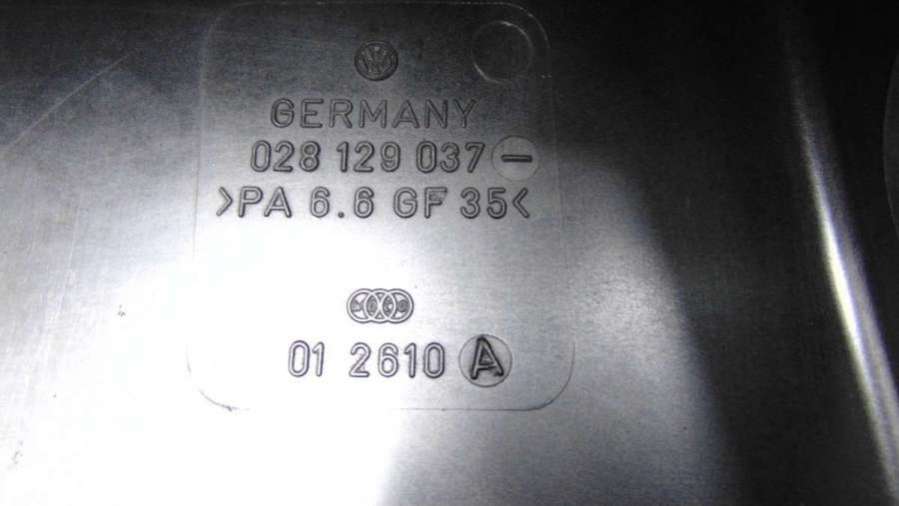 GERMANY
028 129 037 -
>PA 6.6 GF 35<
01 2610 A